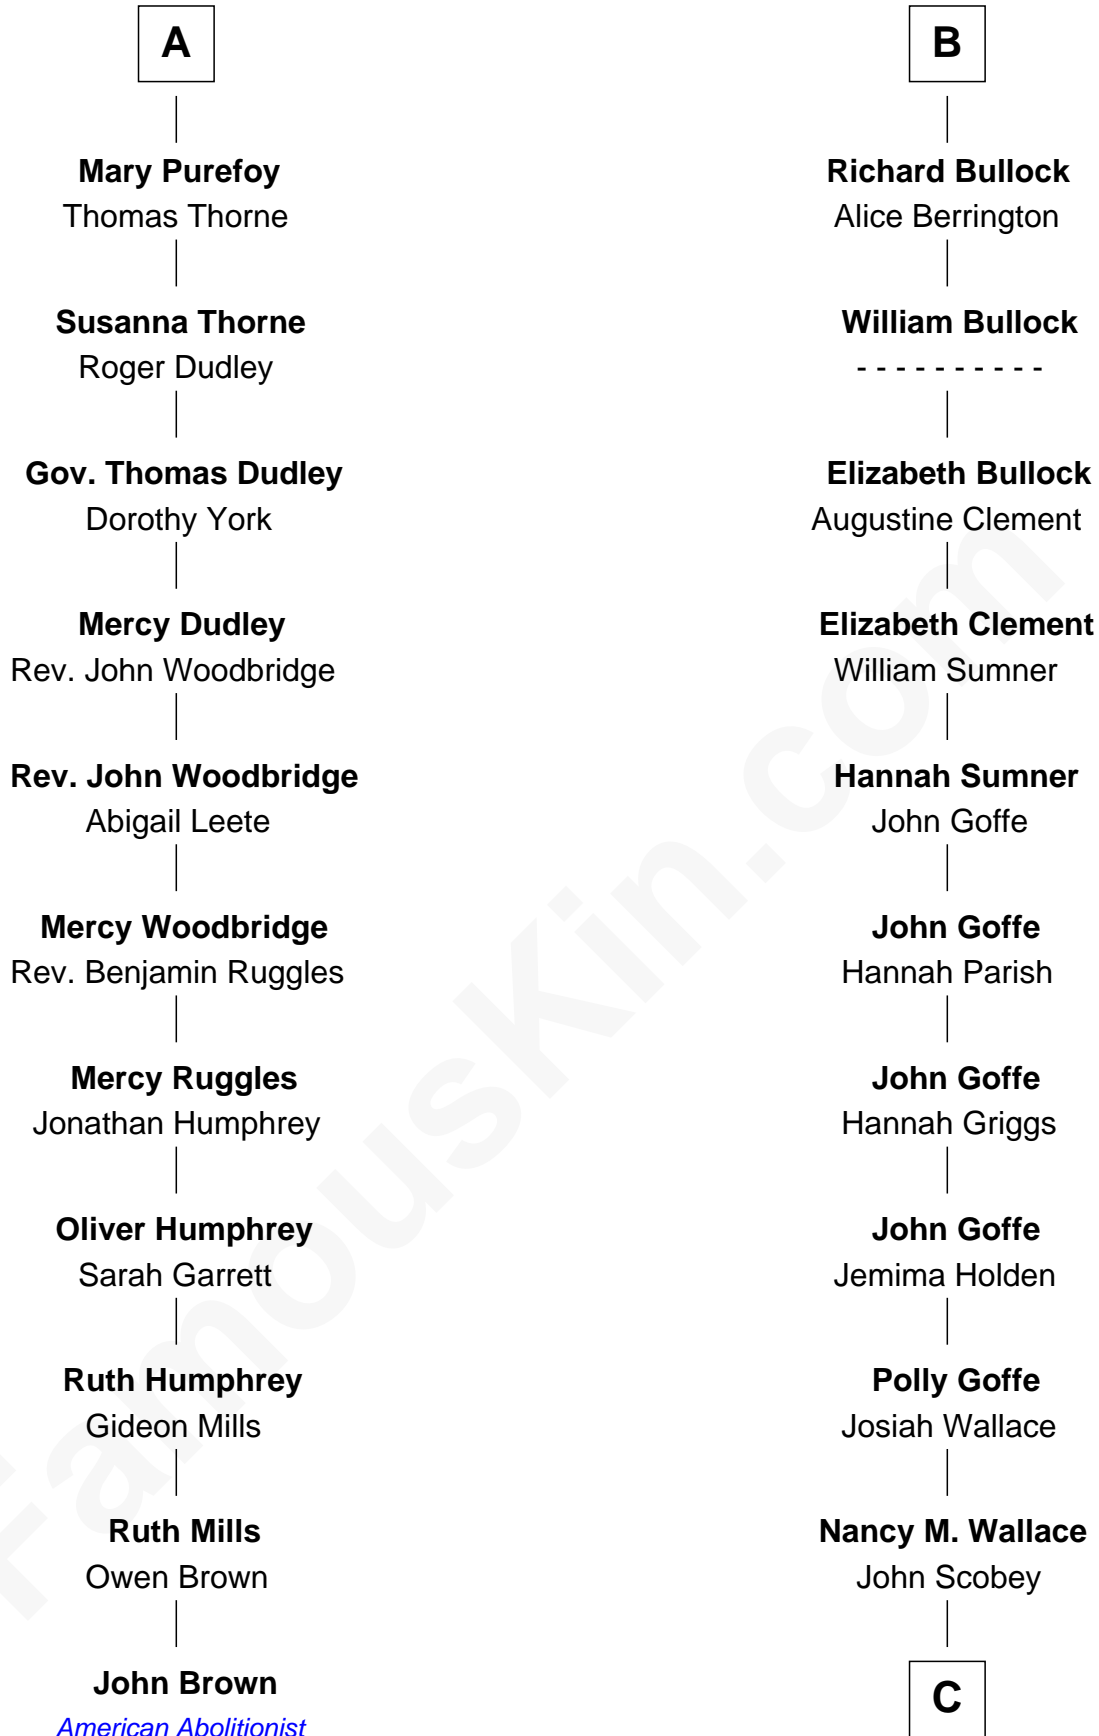 A
Mary Purefoy
Thomas Thorne
Susanna Thorne
Roger Dudley
Gov. Thomas Dudley
Dorothy York
Mercy Dudley
Rev. John Woodbridge
Rev. John Woodbridge
Abigail Leete
Mercy Woodbridge
Rev. Benjamin Ruggles
Mercy Ruggles
Jonathan Humphrey
Oliver Humphrey
Sarah Garrett
Ruth Humphrey
Gideon Mills
Ruth Mills
Owen Brown
John Brown
American Abolitionist
B
Richard Bullock
Alice Berrington
William Bullock
- - - - - - - - - -
Elizabeth Bullock
Augustine Clement
Elizabeth Clement
William Sumner
Hannah Sumner
John Goffe
John Goffe
Hannah Parish
John Goffe
Hannah Griggs
John Goffe
Jemima Holden
Polly Goffe
Josiah Wallace
Nancy M. Wallace
John Scobey
C
FamousKin.com